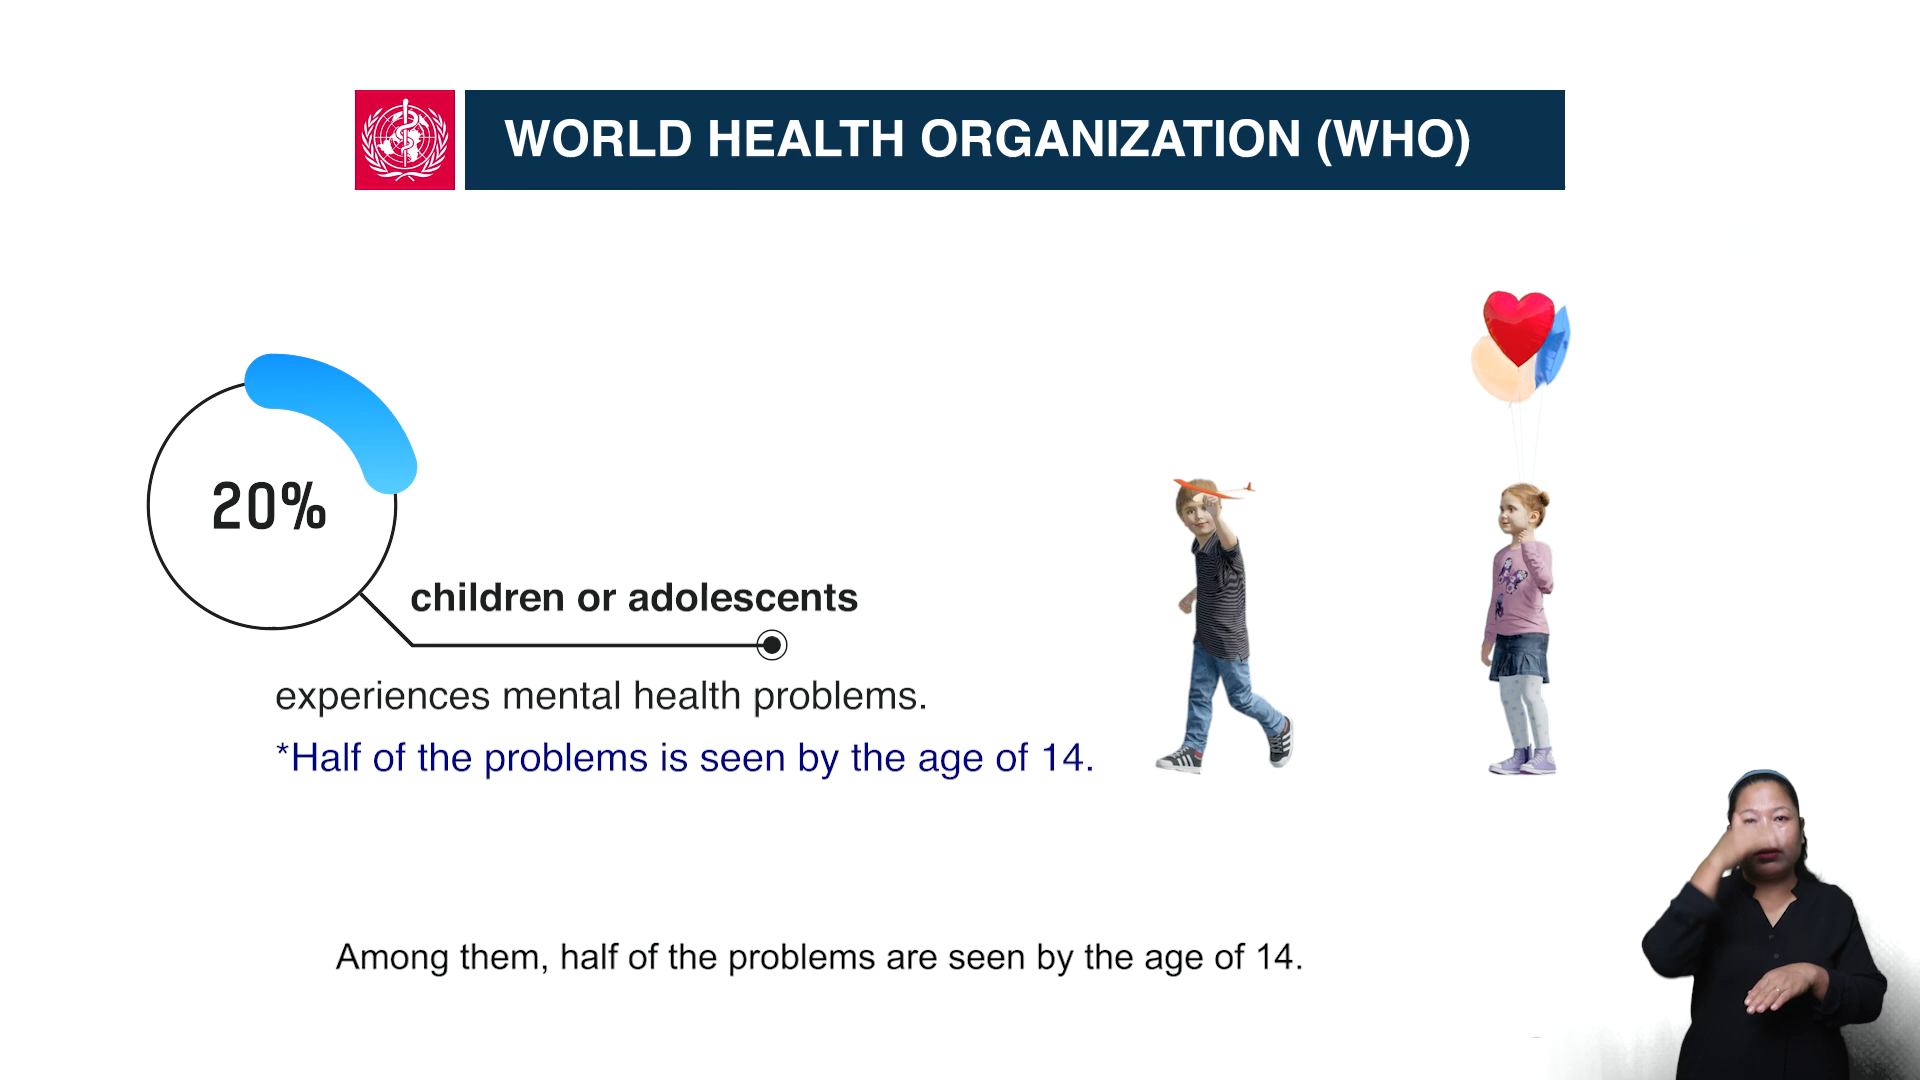 WORLD HEALTH ORGANIZATION (WHO)
20%
children or adolescents
experiences mental health problems.
*Half of the problems is seen by the age of 14.
Among them, half of the problems are seen by the age of 14.